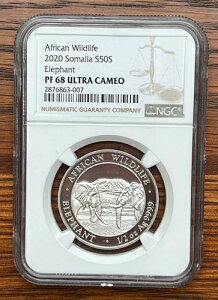 African Wildlife
2020 Somalia S50S
Elephant
PF 68 ULTRA CAMEO
2876863-007
NUMISMATIC GUARANTY COMPANY
NGC
AFRICAN WILDLIFE
ELEPHANT
1/2 oz Ag 9999